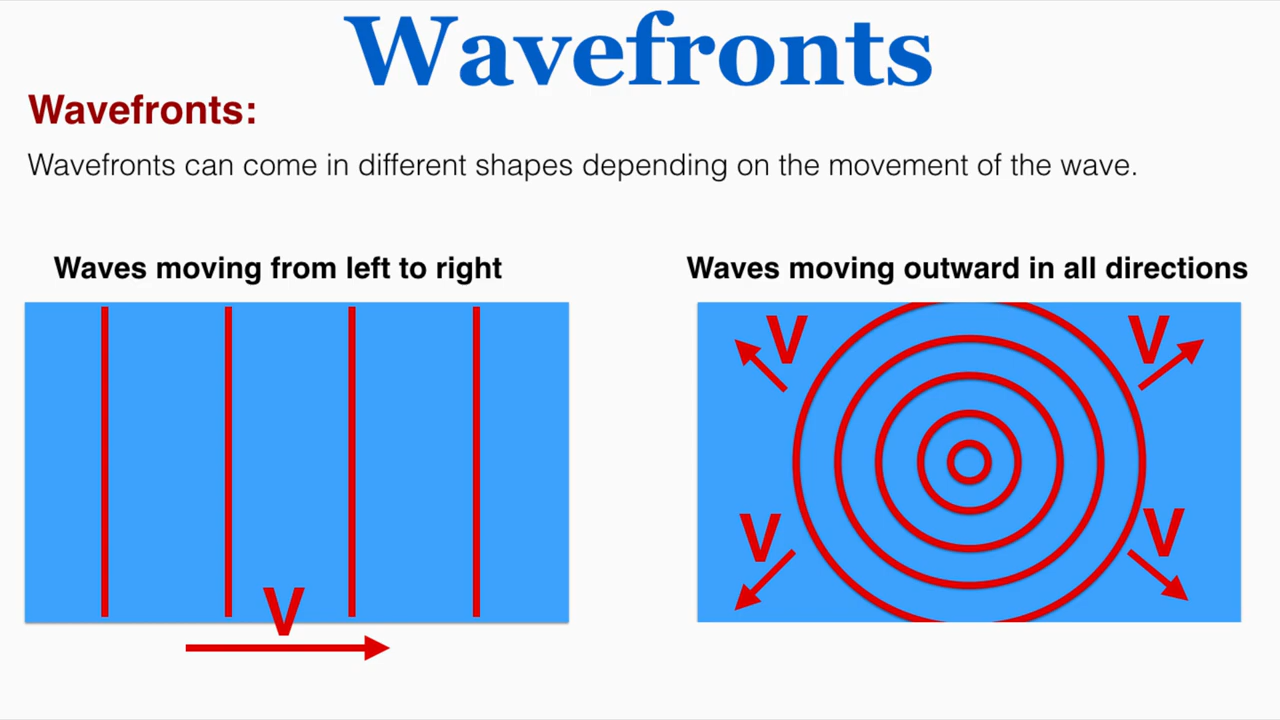 Wavefronts
Wavefronts:
Wavefronts can come in different shapes depending on the movement of the wave.
Waves moving from left to right
Waves moving outward in all directions
V
V
V
V
V